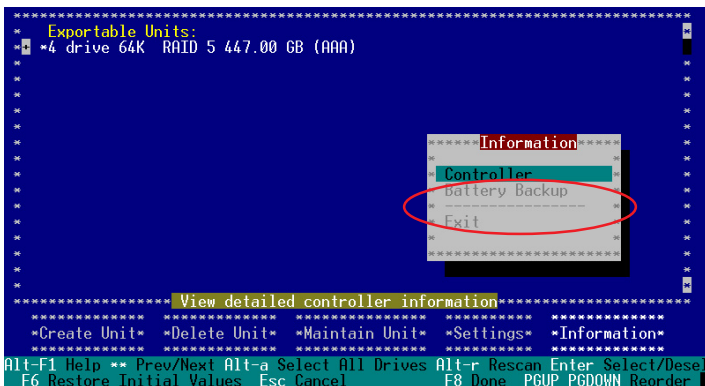 Exportable Units:
*4 drive 64K RAID 5 447.00 GB (AAA)
Information
Controller
Battery Backup
----------------
Exit
View detailed controller information
*Create Unit* *Delete Unit* *Maintain Unit* *Settings* *Information*
Alt-F1 Help ** Prev/Next Alt-a Select All Drives Alt-r Rescan Enter Select/Desel
F6 Restore Initial Values Esc Cancel F8 Done PGUP PGDOWN Reorder